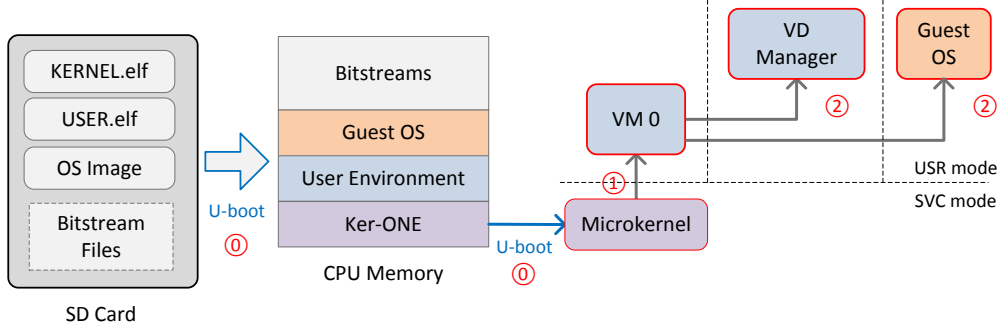 KERNEL.elf
USER.elf
OS Image
Bitstream
Files
SD Card
U-boot
⓪
Bitstreams
Guest OS
User Environment
Ker-ONE
CPU Memory
U-boot
⓪
Microkernel
①
VM 0
VD
Manager
②
Guest
OS
②
USR mode
SVC mode